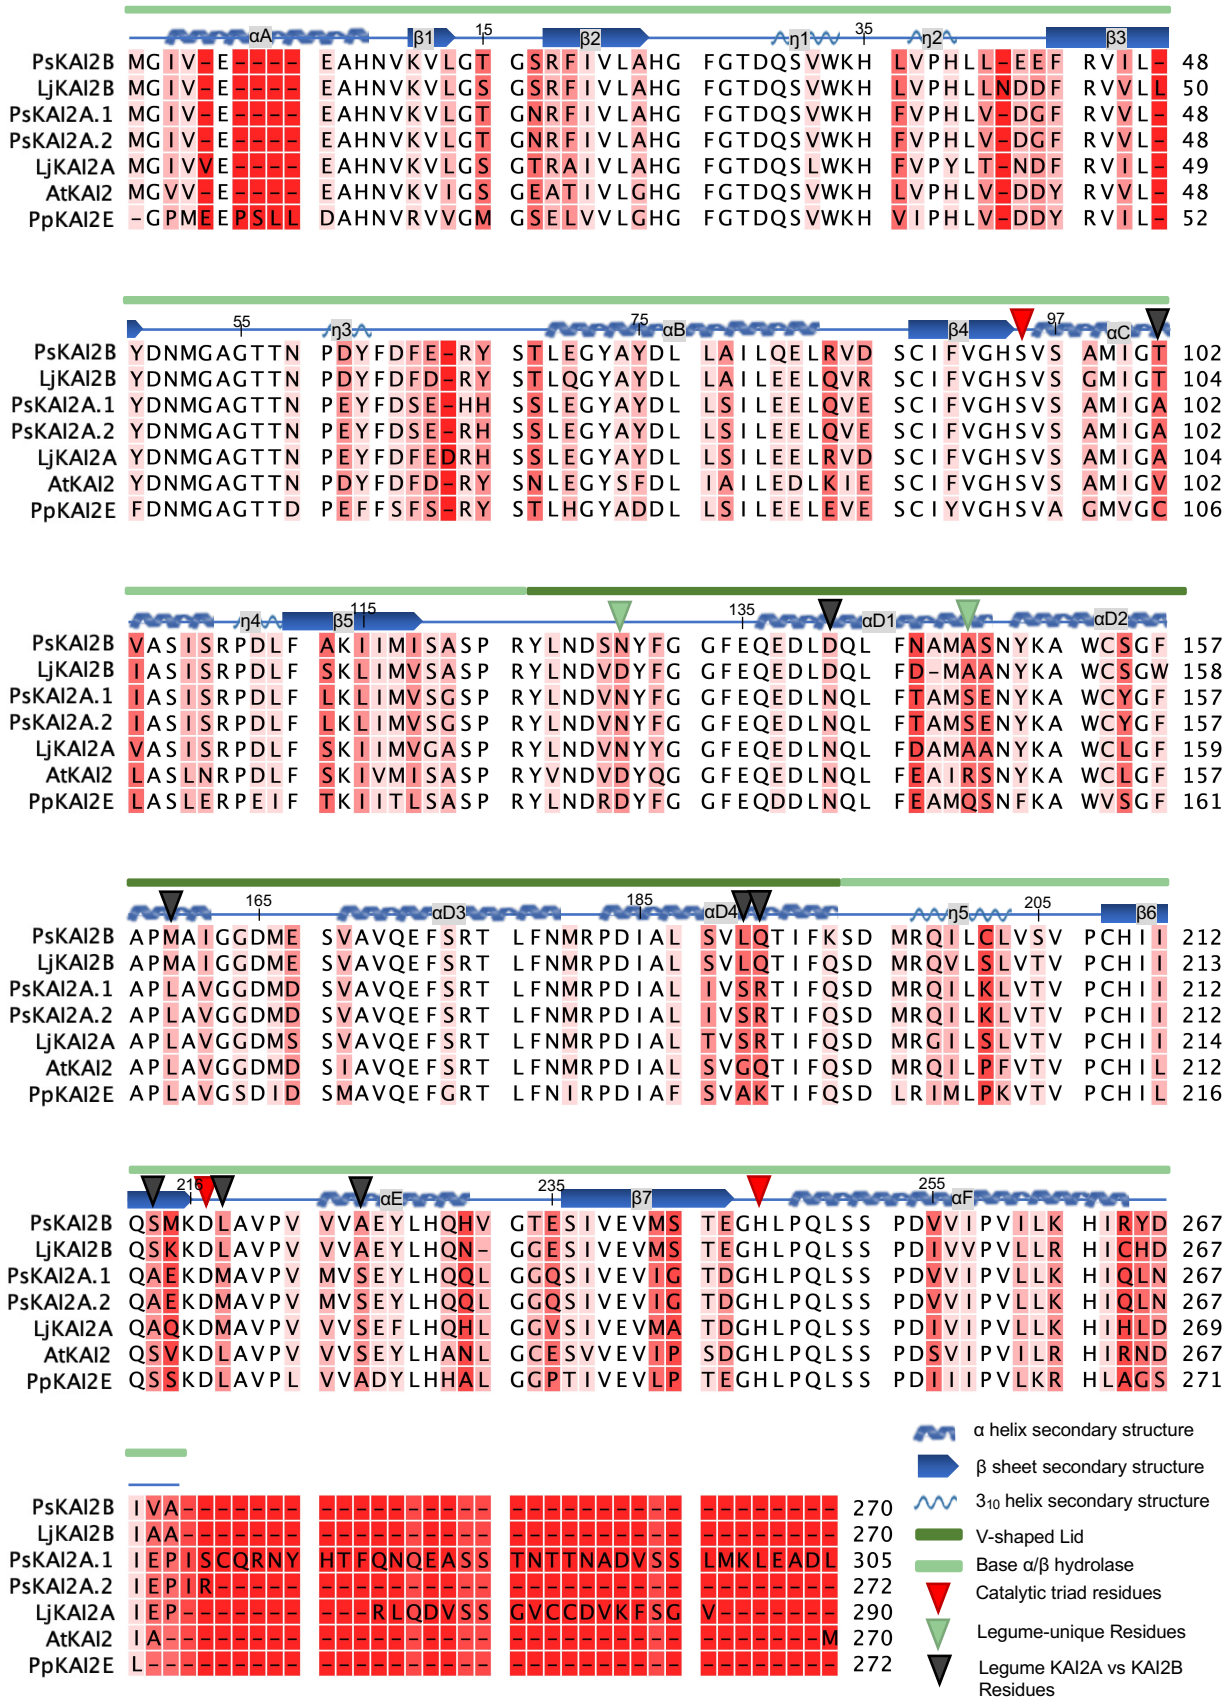 αA β1 15 β2 η1 35 η2 β3
PsKAI2B MGIV-E---- EAHNVKVLGT GSRFIVLAHG FGTDQSVWKH LVPHLL-EEF RVIL- 48
LjKAI2B MGIV-E---- EAHNVKVLGS GSRFIVLAHG FGTDQSVWKH LVPHLLNDDF RVVLL 50
PsKAI2A.1 MGIV-E---- EAHNVKVLGT GNRFIVLAHG FGTDQSVWKH FVPHLV-DGF RVIL- 48
PsKAI2A.2 MGIV-E---- EAHNVKVLGT GNRFIVLAHG FGTDQSVWKH FVPHLV-DGF RVIL- 48
LjKAI2A MGIVVE---- EAHNVKVLGS GTRAIVLAHG FGTDQSVWKH FVPYLT-NDF RVIL- 49
AtKAI2 MGVV-E---- EAHNVKVIGS GEATIVLGHG FGTDQSVWKH LVPHLV-DDY RVVL- 48
PpKAI2E -GPMEEPSLL DAHNVRVVGM GSELVVLGHG FGTDQSVWKH VIPHLV-DDY RVIL- 52
55 η3 75 αB β4 97 αC
PsKAI2B YDNMGAGTTN PDYFDFE-RY STLEGYAYDL LAILQELRVD SCIFVGHSVS AMIGT 102
LjKAI2B YDNMGAGTTN PDYFDFD-RY STLQGYAYDL LAILEELQVR SCIFVGHSVS GMIGT 104
PsKAI2A.1 YDNMGAGTTN PEYFDSE-HH SSLEGYAYDL LSILEELQVE SCIFVGHSVS AMIGA 102
PsKAI2A.2 YDNMGAGTTN PEYFDSE-RH SSLEGYAYDL LSILEELQVE SCIFVGHSVS AMIGA 102
LjKAI2A YDNMGAGTTN PEYFDFEDRH SSLEGYAYDL LSILEELRVD SCIFVGHSVS AMIGA 104
AtKAI2 YDNMGAGTTN PDYFDFD-RY SNLEGYSFDL IAILEDLKIE SCIFVGHSVS AMIGV 102
PpKAI2E FDNMGAGTTD PEFFSFS-RY STLHGYADDL LSILEELEVE SCIYVGHSVA GMVGC 106
η4 β5 115 135 αD1 αD2
PsKAI2B VASISRPDLF AKIIMISASP RYLNDSNYFG GFEQEDLDQL FNAMASNYKA WCSGF 157
LjKAI2B IASISRPDLF SKLIMVSASP RYLNDVDYFG GFEQEDLDQL FD-MAANYKA WCSGW 158
PsKAI2A.1 IASISRPDLF LKLIMVSGSP RYLNDVNYFG GFEQEDLNQL FTAMSENYKA WCYGF 157
PsKAI2A.2 IASISRPDLF LKLIMVSGSP RYLNDVNYFG GFEQEDLNQL FTAMSENYKA WCYGF 157
LjKAI2A VASISRPDLF SKIIMVGASP RYLNDVNYYG GFEQEDLNQL FDAMAANYKA WCLGF 159
AtKAI2 LASLNRPDLF SKIVMISASP RYVNDVDYQG GFEQEDLNQL FEAIRSNYKA WCLGF 157
PpKAI2E LASLERPEIF TKIITLSASP RYLNDRDYFG GFEQDDLNQL FEAMQSNFKA WVSGF 161
165 αD3 185 αD4 η5 205 β6
PsKAI2B APMAIGGDME SVAVQEFSRT LFNMRPDIAL SVLQTIFKSD MRQILCLVSV PCHII 212
LjKAI2B APMAIGGDME SVAVQEFSRT LFNMRPDIAL SVLQTIFQSD MRQVLSLVTV PCHII 213
PsKAI2A.1 APLAVGGDMD SVAVQEFSRT LFNMRPDIAL IVSRTIFQSD MRQILKLVTV PCHII 212
PsKAI2A.2 APLAVGGDMD SVAVQEFSRT LFNMRPDIAL IVSRTIFQSD MRQILKLVTV PCHII 212
LjKAI2A APLAVGGDMS SVAVQEFSRT LFNMRPDIAL TVSRTIFQSD MRGILSLVTV PCHII 214
AtKAI2 APLAVGGDMD SIAVQEFSRT LFNMRPDIAL SVGQTIFQSD MRQILPFVTV PCHIL 212
PpKAI2E APLAVGSDID SMAVQEFGRT LFNIRPDIAF SVAKTIFQSD LRIMLPKVTV PCHIL 216
216 αE 235 β7 255 αF
PsKAI2B QSMKDLAVPV VVAEYLHQHV GTESIVEVMS TEGHLPQLSS PDVVIPVILK HIRYD 267
LjKAI2B QSKKDLAVPV VVAEYLHQN- GGESIVEVMS TEGHLPQLSS PDIVVPVLLR HICHD 267
PsKAI2A.1 QAEKDMAVPV MVSEYLHQQL GGQSIVEVIG TDGHLPQLSS PDVVIPVLLK HIQLN 267
PsKAI2A.2 QAEKDMAVPV MVSEYLHQQL GGQSIVEVIG TDGHLPQLSS PDVVIPVLLK HIQLN 267
LjKAI2A QAQKDMAVPV VVSEFLHQHL GGVSIVEVMA TDGHLPQLSS PDIVIPVLLK HIHLD 269
AtKAI2 QSVKDLAVPV VVSEYLHANL GCESVVEVIP SDGHLPQLSS PDSVIPVILR HIRND 267
PpKAI2E QSSKDLAVPL VVADYLHHAL GGPTIVEVLP TEGHLPQLSS PDIIIPVLKR HLAGS 271
PsKAI2B IVA------- ---------- ---------- -------- 270
LjKAI2B IAA------- ---------- ---------- -------- 270
PsKAI2A.1 IEPISCQRNY HTFQNQEASS TNTTNADVSS LMKLEADL 305
PsKAI2A.2 IEPIR----- ---------- ---------- -------- 272
LjKAI2A IEP------- ---RLQDVSS GVCCDVKFSG V------- 290
AtKAI2 IA-------- ---------- ---------- -------M 270
PpKAI2E L--------- ---------- ---------- -------- 272
α helix secondary structure
β sheet secondary structure
3₁₀ helix secondary structure
V-shaped Lid
Base α/β hydrolase
Catalytic triad residues
Legume-unique Residues
Legume KAI2A vs KAI2B
Residues